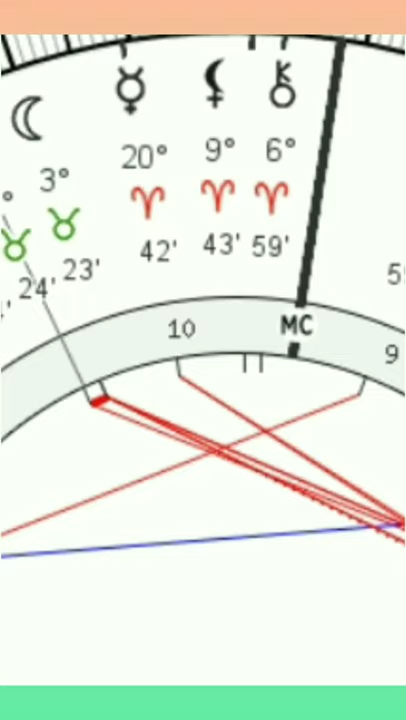 ☾ ☿ ⚸ ⚷
3° 20° 9° 6°
♉ ♉ ♈ ♈ ♈
24' 23' 42' 43' 59'
10 MC 9